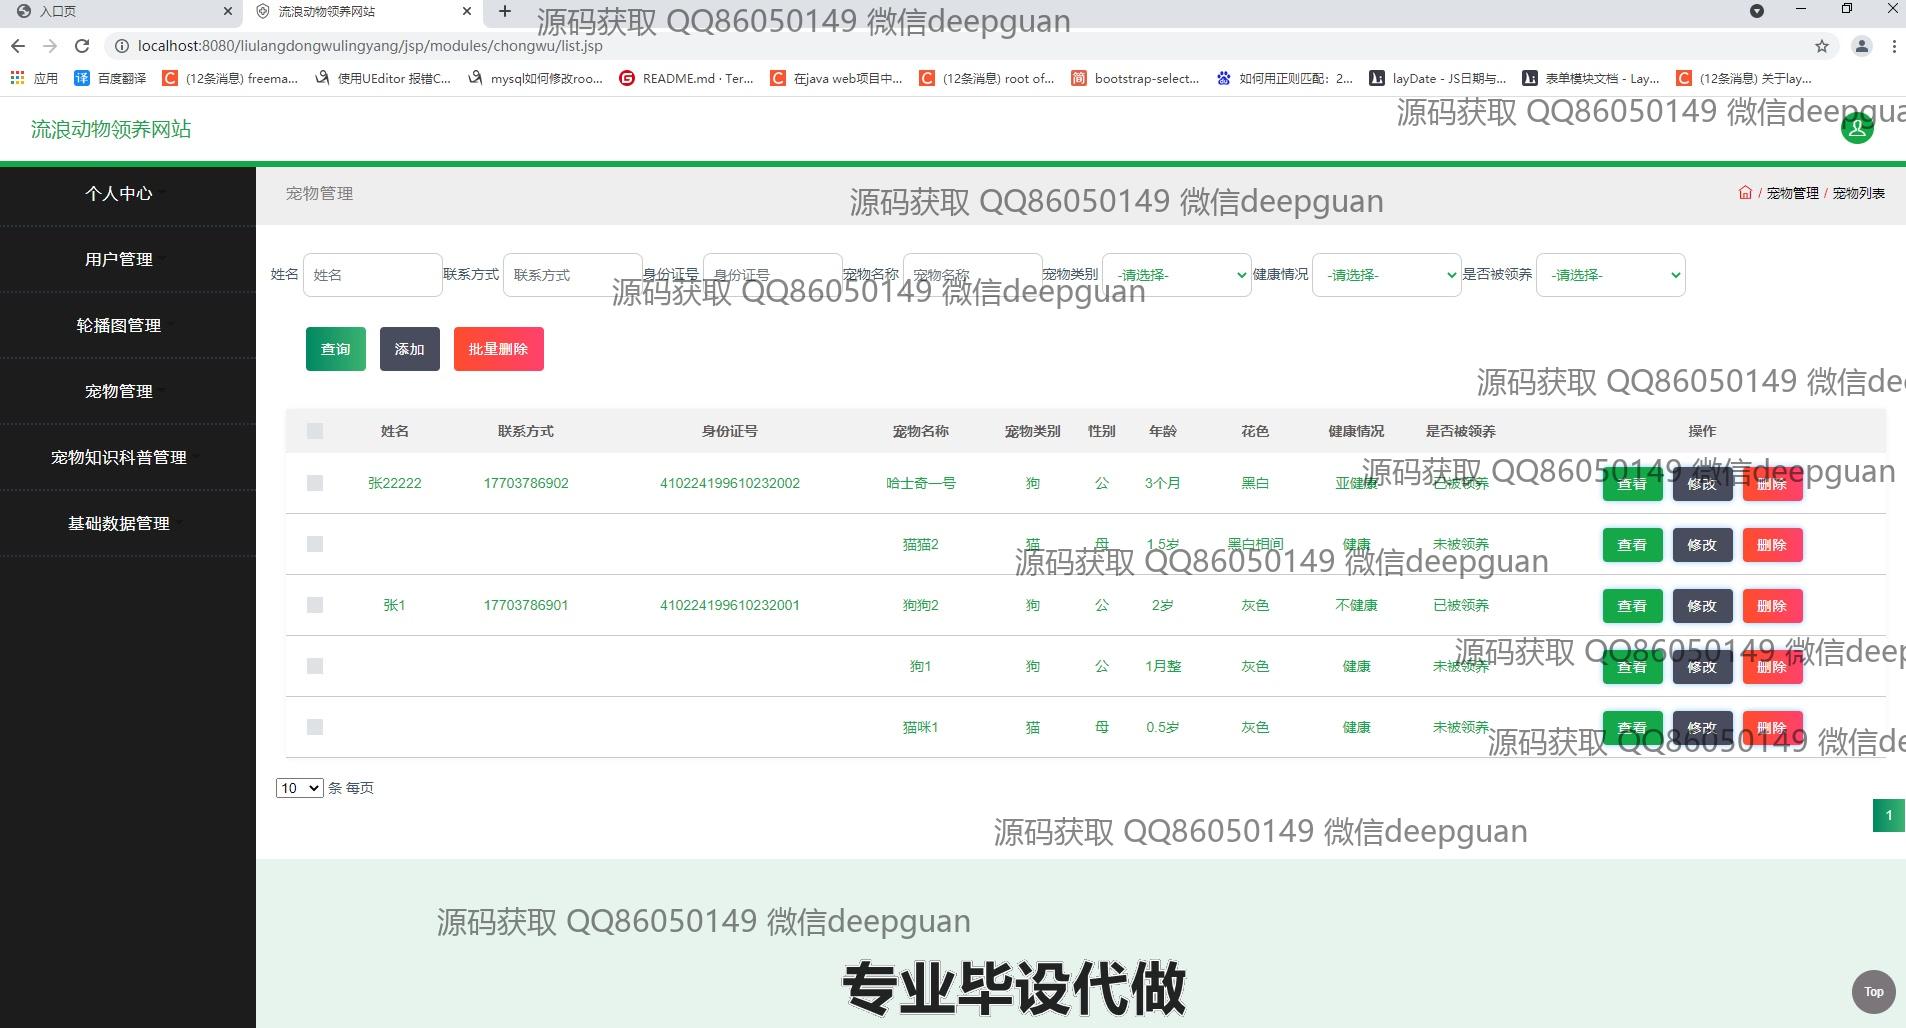 入口页
流浪动物领养网站
源码获取 QQ86050149 微信deepguan
localhost:8080/liulangdongwulingyang/jsp/modules/chongwu/list.jsp
应用 百度翻译 (12条消息) freema... 使用UEditor 报错C... mysql如何修改roo... README.md · Ter... 在java web项目中... (12条消息) root of... bootstrap-select... 如何用正则匹配：2... layDate - JS日期与... 表单模块文档 - Lay... (12条消息) 关于lay...
源码获取 QQ86050149 微信deepgua
流浪动物领养网站
个人中心
用户管理
轮播图管理
宠物管理
宠物知识科普管理
基础数据管理
宠物管理
源码获取 QQ86050149 微信deepguan
/ 宠物管理 / 宠物列表
姓名 姓名 联系方式 联系方式 身份证号 身份证号 宠物名称 宠物名称 宠物类别 -请选择- 健康情况 -请选择- 是否被领养 -请选择-
源码获取 QQ86050149 微信deepguan
查询 添加 批量删除
源码获取 QQ86050149 微信de
姓名 联系方式 身份证号 宠物名称 宠物类别 性别 年龄 花色 健康情况 是否被领养 操作
源码获取 QQ86050149 微信deepguan
张22222 17703786902 410224199610232002 哈士奇一号 狗 公 3个月 黑白 亚健康 已被领养 查看 修改 删除
猫猫2 猫 母 1.5岁 黑白相间 健康 未被领养 查看 修改 删除
源码获取 QQ86050149 微信deepguan
张1 17703786901 410224199610232001 狗狗2 狗 公 2岁 灰色 不健康 已被领养 查看 修改 删除
源码获取 QQ86050149 微信deep
狗1 狗 公 1月整 灰色 健康 未被领养 查看 修改 删除
猫咪1 猫 母 0.5岁 灰色 健康 未被领养 查看 修改 删除
源码获取 QQ86050149 微信de
10 条 每页
1
源码获取 QQ86050149 微信deepguan
源码获取 QQ86050149 微信deepguan
专业毕设代做
Top